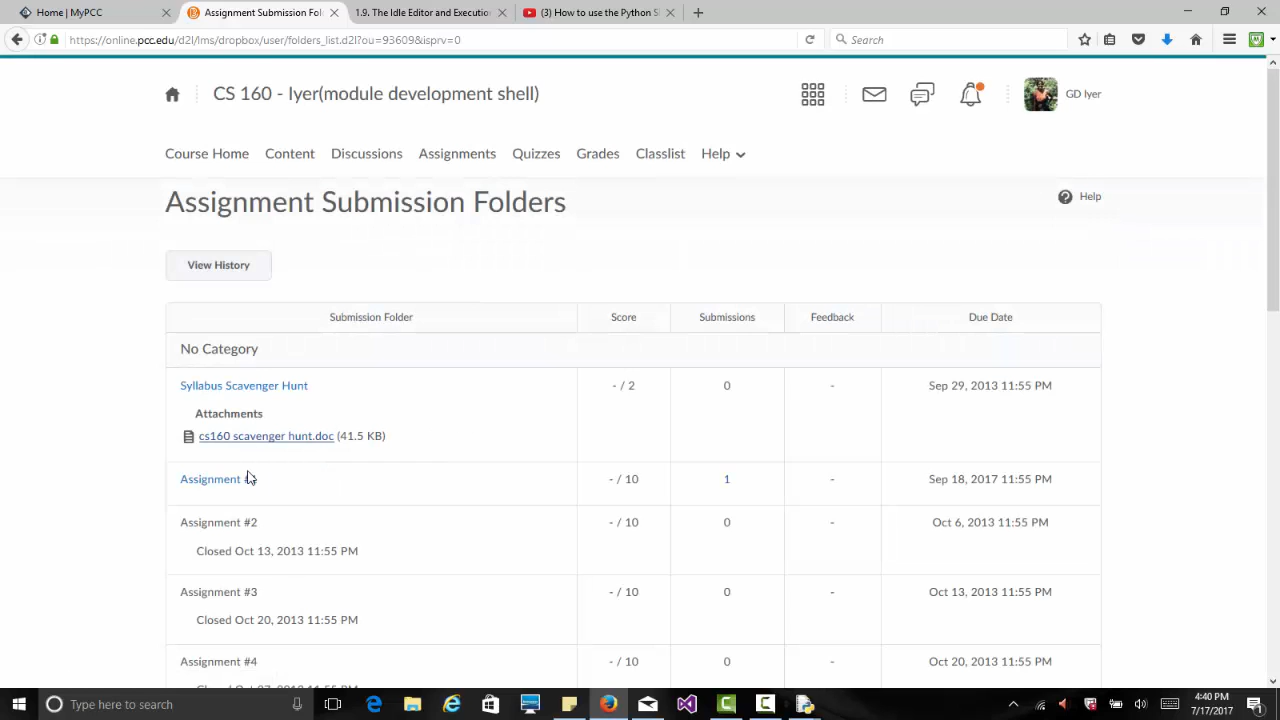 Home | MyPCC
Assignment Submission Fol
1.9. The Idle Editor and Execution
(3) How to use the Python S
https://online.pcc.edu/d2l/lms/dropbox/user/folders_list.d2l?ou=93609&isprv=0
Search
CS 160 - Iyer(module development shell)
GD Iyer
Course Home Content Discussions Assignments Quizzes Grades Classlist Help
Assignment Submission Folders
Help
View History
Submission Folder Score Submissions Feedback Due Date
No Category
Syllabus Scavenger Hunt - / 2 0 - Sep 29, 2013 11:55 PM
Attachments
cs160 scavenger hunt.doc (41.5 KB)
Assignment - / 10 1 - Sep 18, 2017 11:55 PM
Assignment #2 - / 10 0 - Oct 6, 2013 11:55 PM
Closed Oct 13, 2013 11:55 PM
Assignment #3 - / 10 0 - Oct 13, 2013 11:55 PM
Closed Oct 20, 2013 11:55 PM
Assignment #4 - / 10 0 - Oct 20, 2013 11:55 PM
Type here to search
4:40 PM
7/17/2017